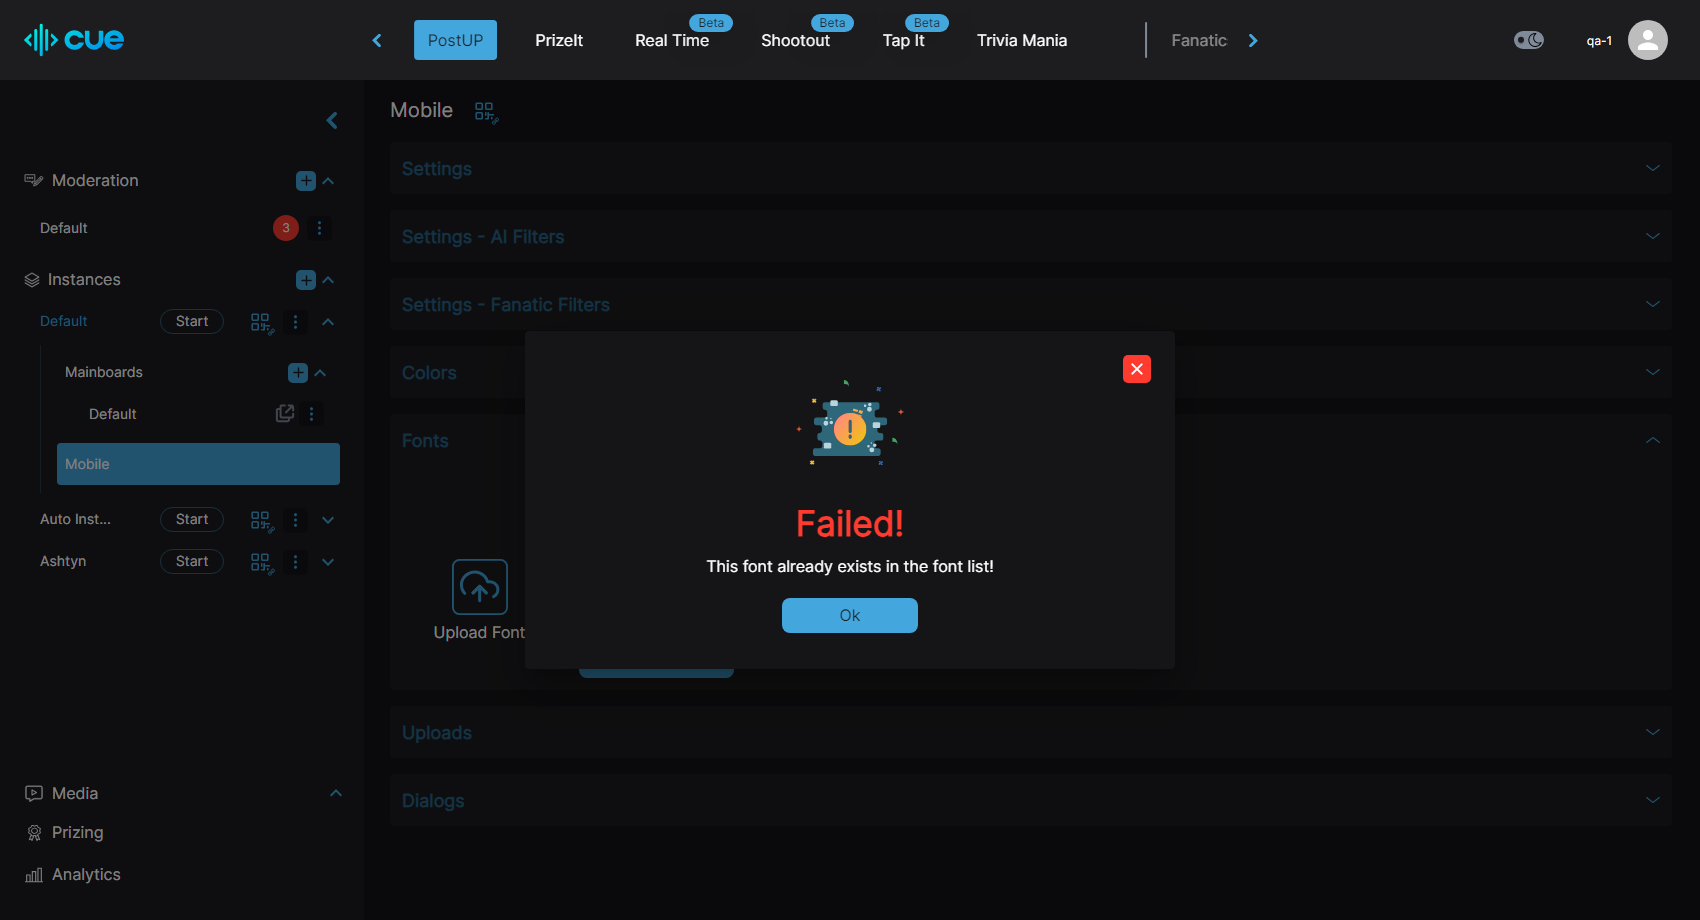 cue
PostUP
PrizeIt
Real Time
Beta
Shootout
Beta
Tap It
Beta
Trivia Mania
Fanatic
qa-1
Moderation
Default
3
Instances
Default
Start
Mainboards
Default
Mobile
Auto Inst...
Start
Ashtyn
Start
Media
Prizing
Analytics
Mobile
Settings
Settings - AI Filters
Settings - Fanatic Filters
Colors
Fonts
Upload Font
Uploads
Dialogs
Failed!
This font already exists in the font list!
Ok